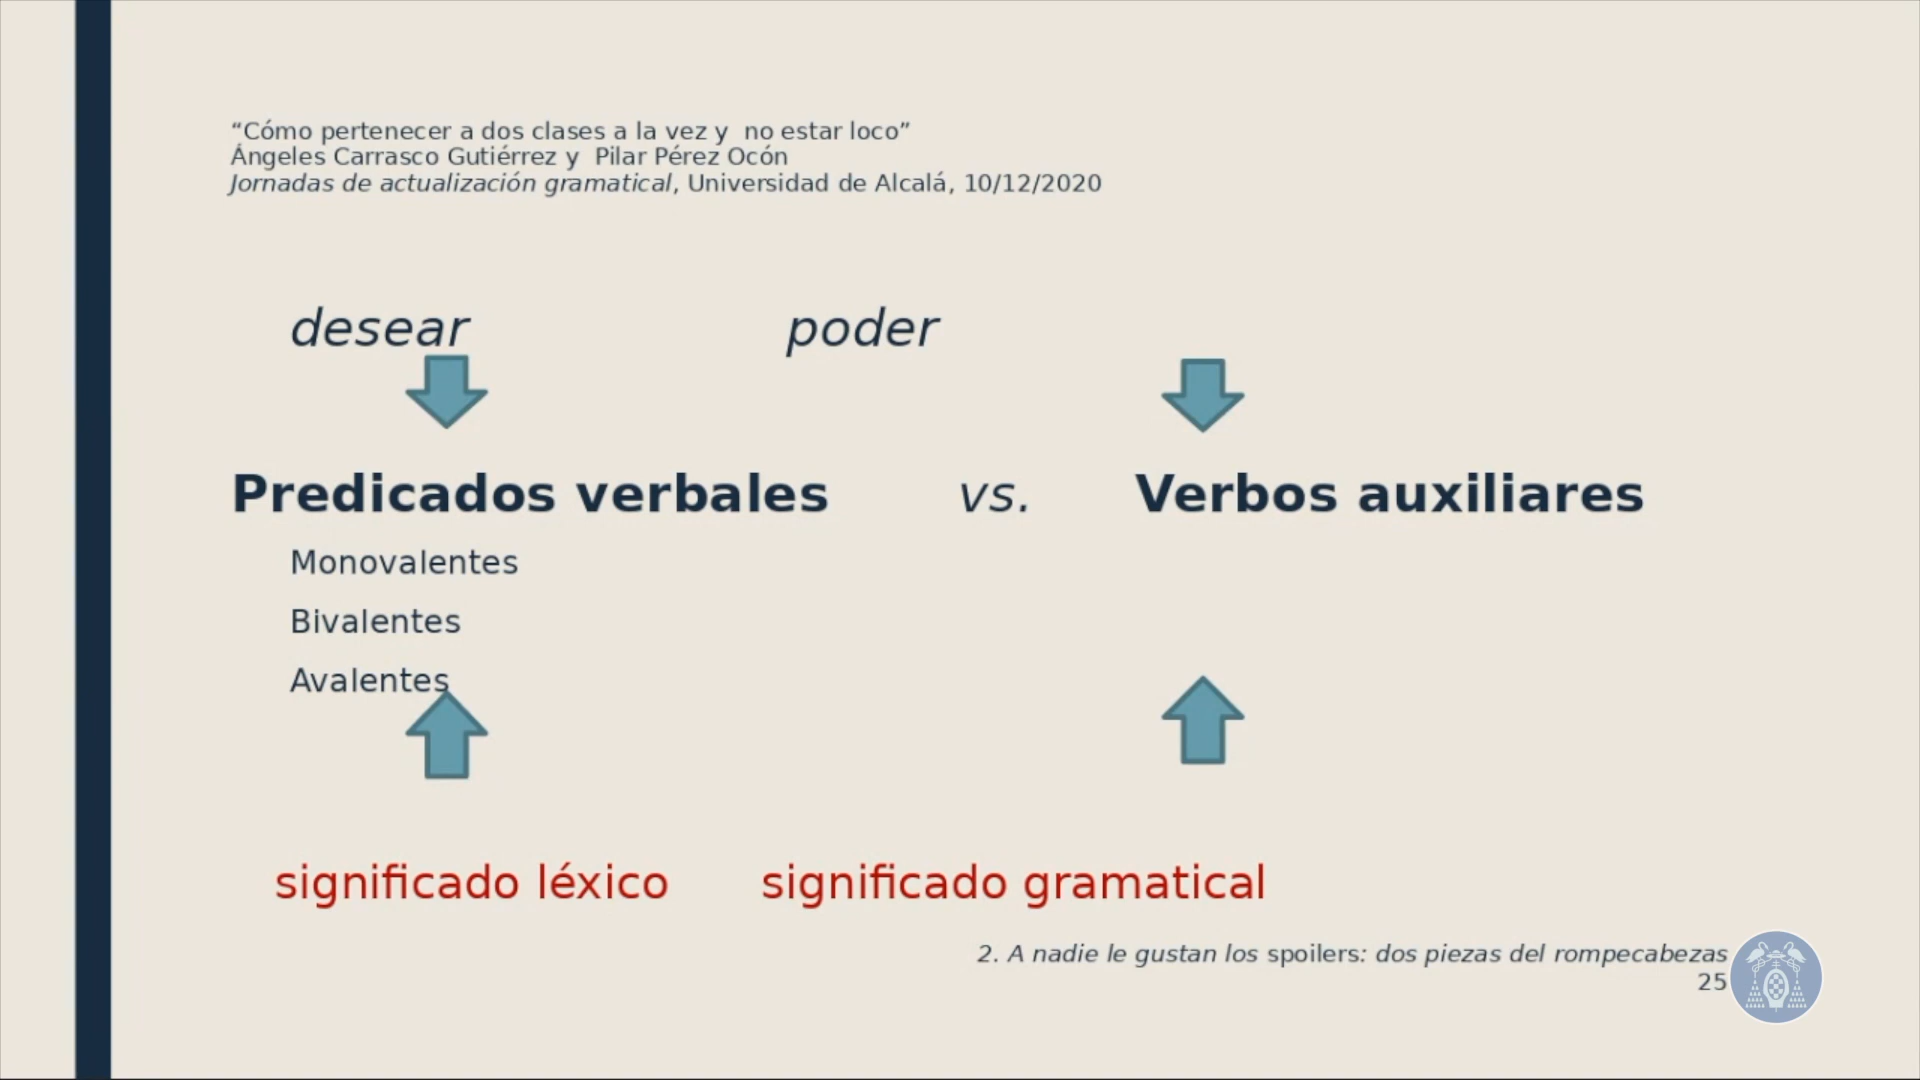 “Cómo pertenecer a dos clases a la vez y  no estar loco”
Ángeles Carrasco Gutiérrez y  Pilar Pérez Ocón
Jornadas de actualización gramatical, Universidad de Alcalá, 10/12/2020
desear poder
Predicados verbales vs. Verbos auxiliares
Monovalentes
Bivalentes
Avalentes
significado léxico significado gramatical
2. A nadie le gustan los spoilers: dos piezas del rompecabezas
25